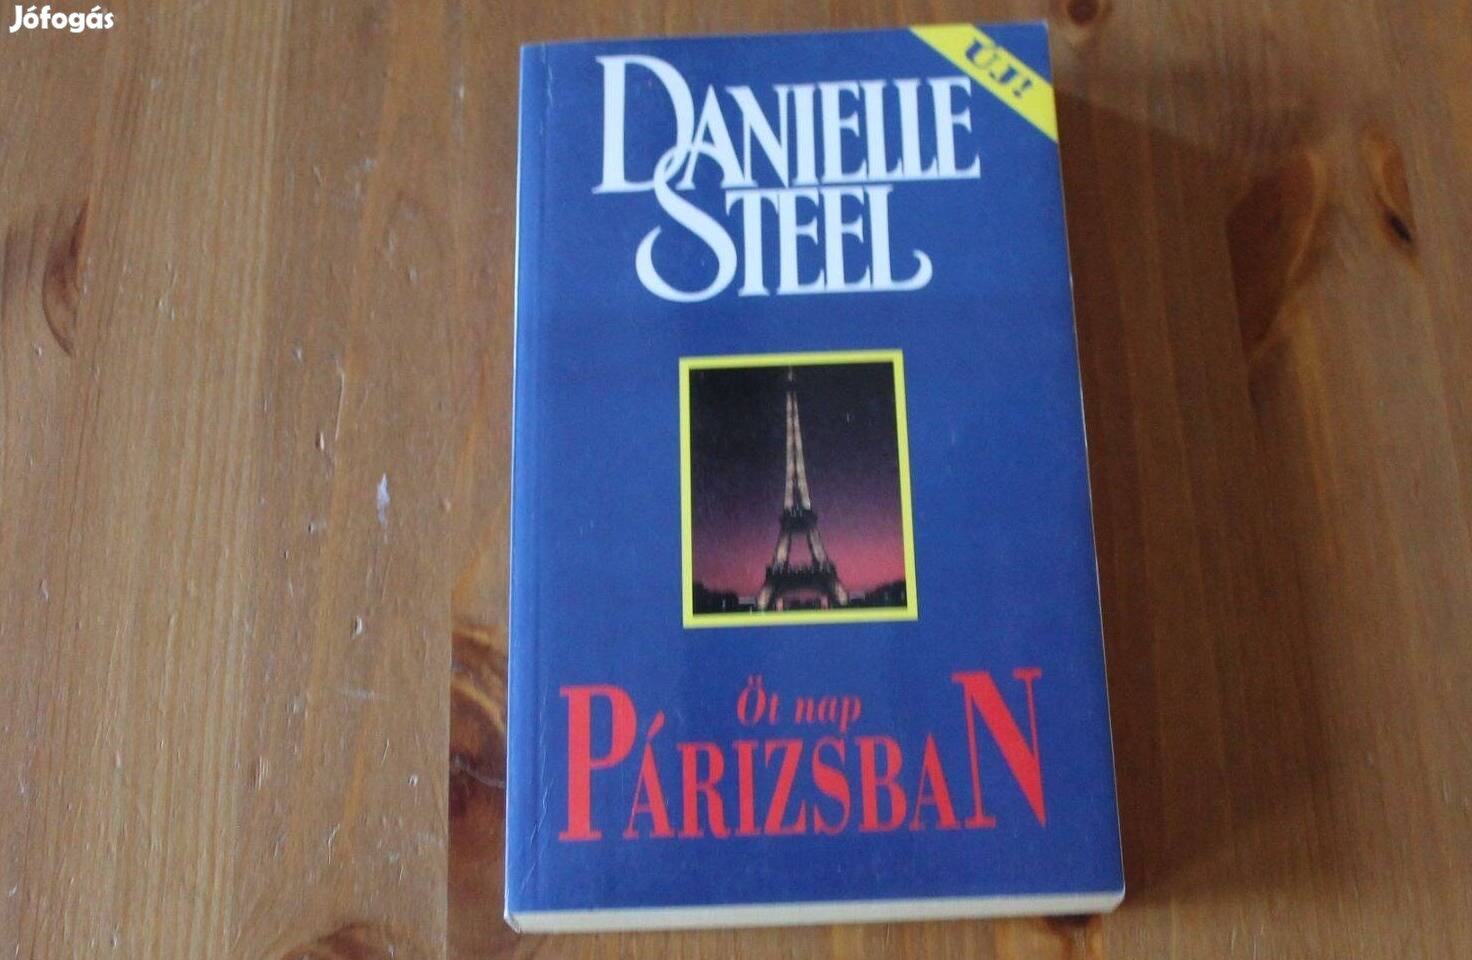 Jófogás
ÚJ!
DANIELLE
STEEL
Öt nap
PÁRIZSBAN